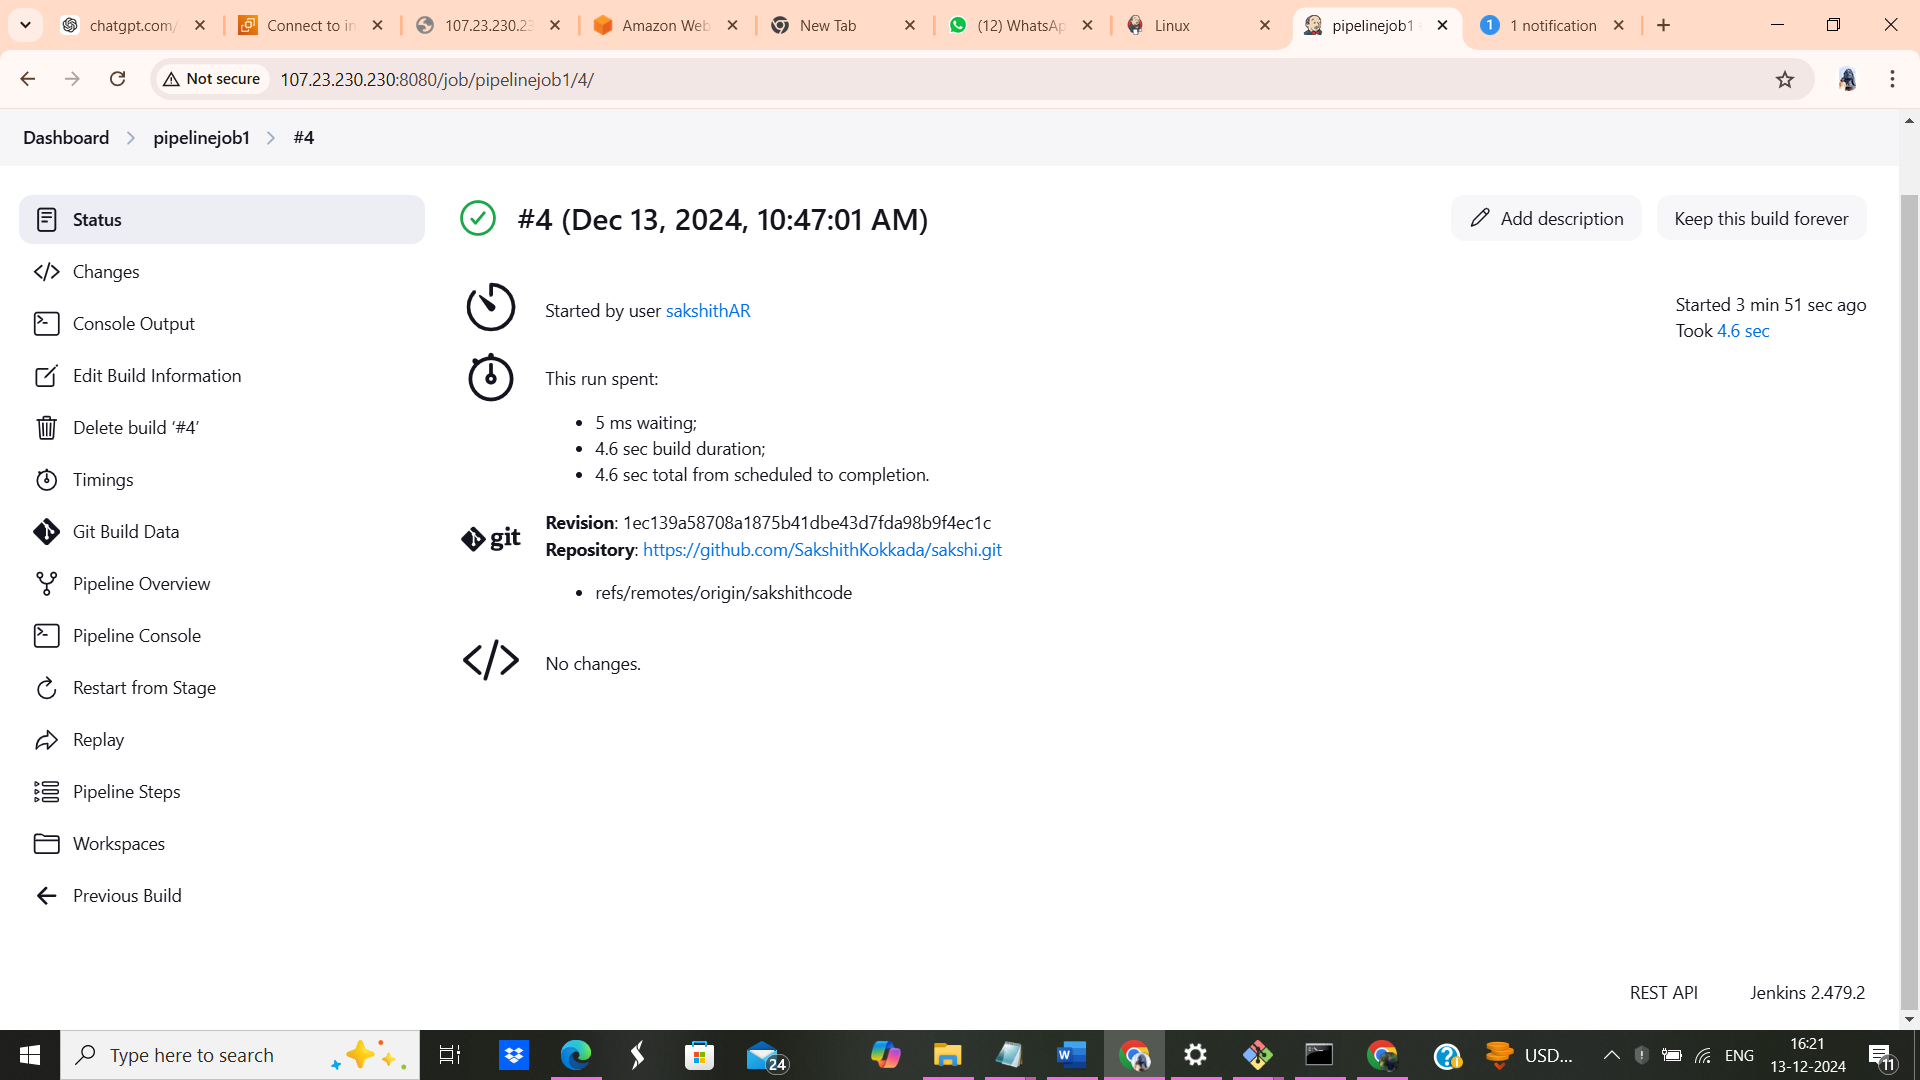 chatgpt.com/
Connect to in
107.23.230.23
Amazon Web
New Tab
(12) WhatsAp
Linux
pipelinejob1
1
1 notification
Not secure
107.23.230.230:8080/job/pipelinejob1/4/
Dashboard
pipelinejob1
#4
Status
Changes
Console Output
Edit Build Information
Delete build ‘#4’
Timings
Git Build Data
Pipeline Overview
Pipeline Console
Restart from Stage
Replay
Pipeline Steps
Workspaces
Previous Build
#4 (Dec 13, 2024, 10:47:01 AM)
Add description
Keep this build forever
Started by user sakshithAR
Started 3 min 51 sec ago
Took 4.6 sec
This run spent:
• 5 ms waiting;
• 4.6 sec build duration;
• 4.6 sec total from scheduled to completion.
git
Revision: 1ec139a58708a1875b41dbe43d7fda98b9f4ec1c
Repository: https://github.com/SakshithKokkada/sakshi.git
• refs/remotes/origin/sakshithcode
No changes.
REST API
Jenkins 2.479.2
Type here to search
24
USD...
ENG
16:21
13-12-2024
11